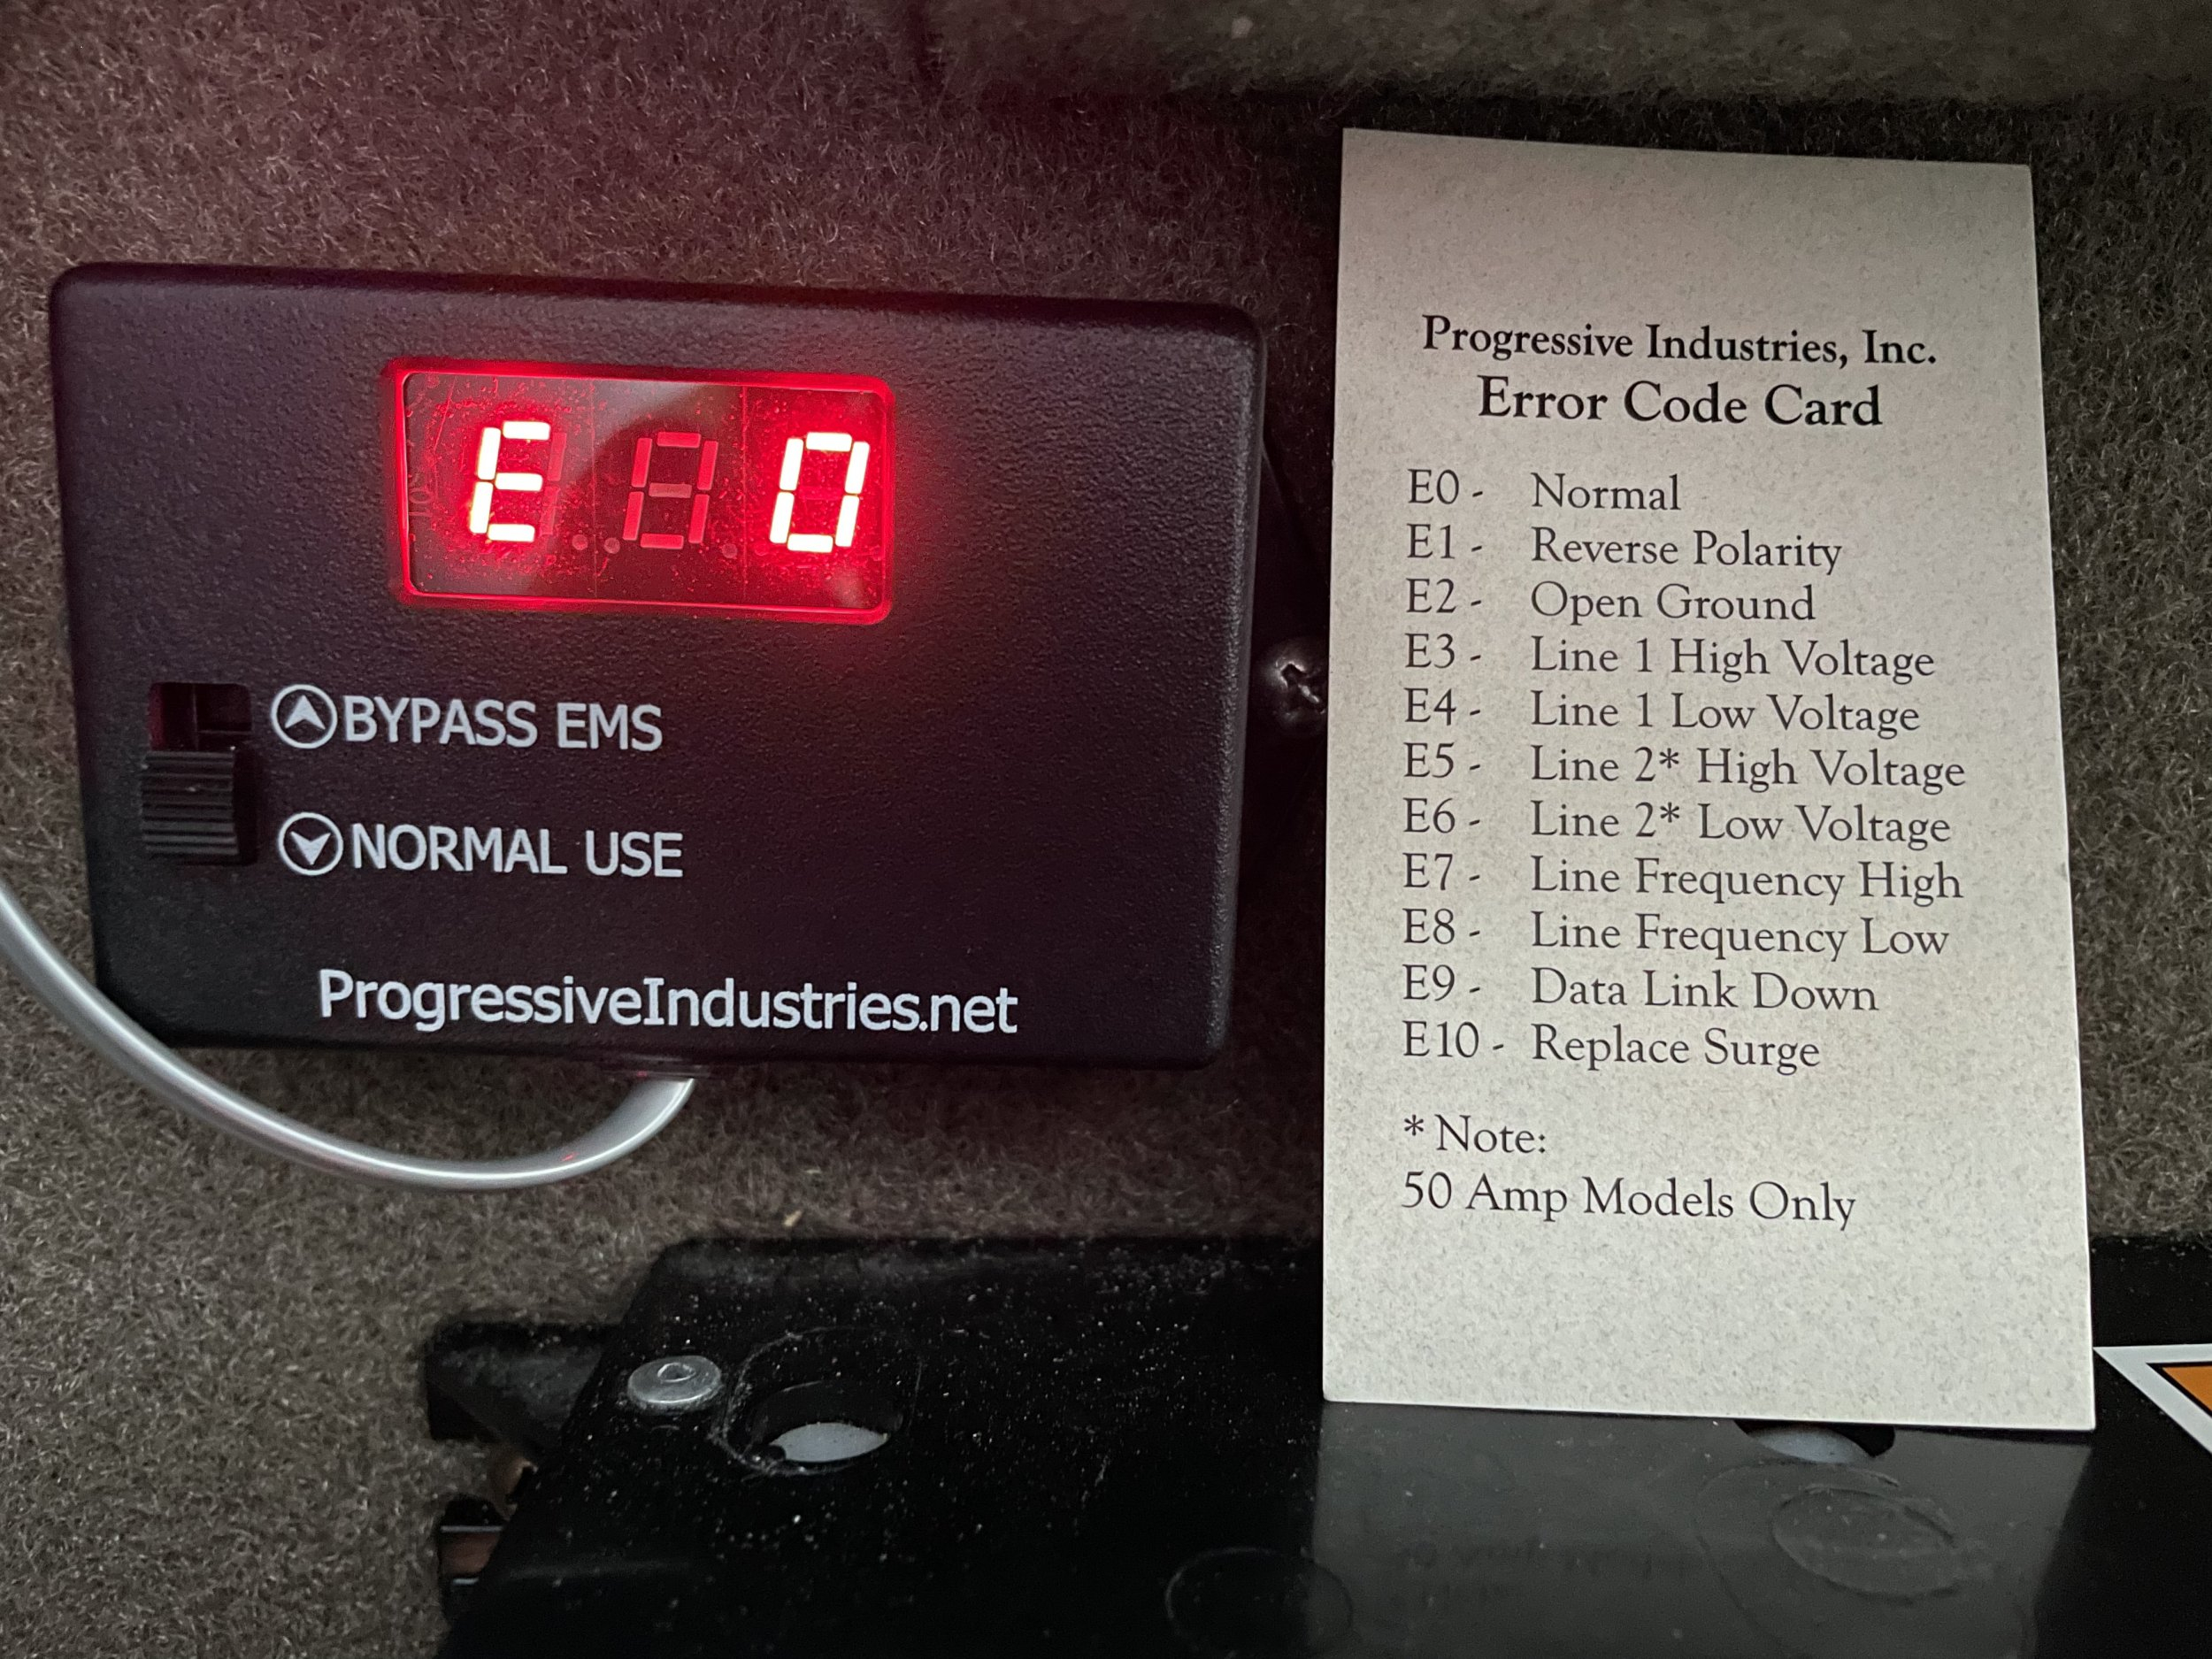 E 0
BYPASS EMS
NORMAL USE
ProgressiveIndustries.net
Progressive Industries, Inc.
Error Code Card
E0 - Normal
E1 - Reverse Polarity
E2 - Open Ground
E3 - Line 1 High Voltage
E4 - Line 1 Low Voltage
E5 - Line 2* High Voltage
E6 - Line 2* Low Voltage
E7 - Line Frequency High
E8 - Line Frequency Low
E9 - Data Link Down
E10 - Replace Surge
* Note:
50 Amp Models Only